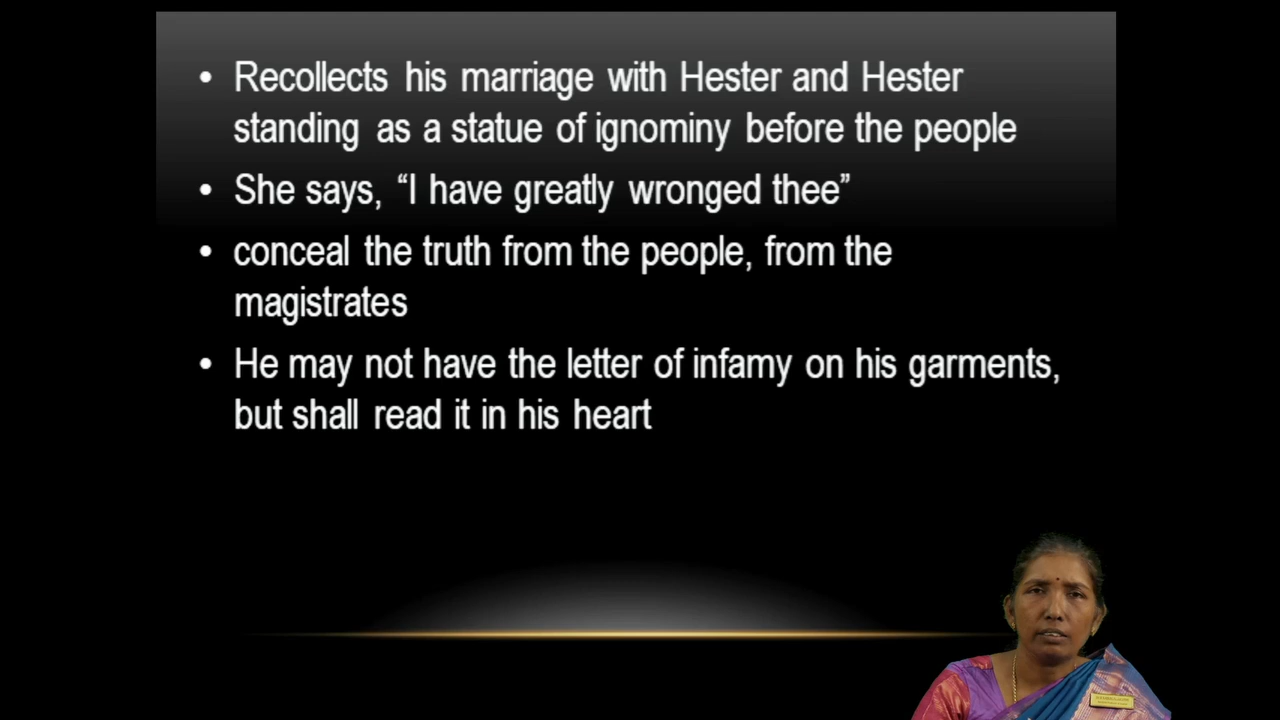 • Recollects his marriage with Hester and Hester
standing as a statue of ignominy before the people
• She says, “I have greatly wronged thee”
• conceal the truth from the people, from the
magistrates
• He may not have the letter of infamy on his garments,
but shall read it in his heart